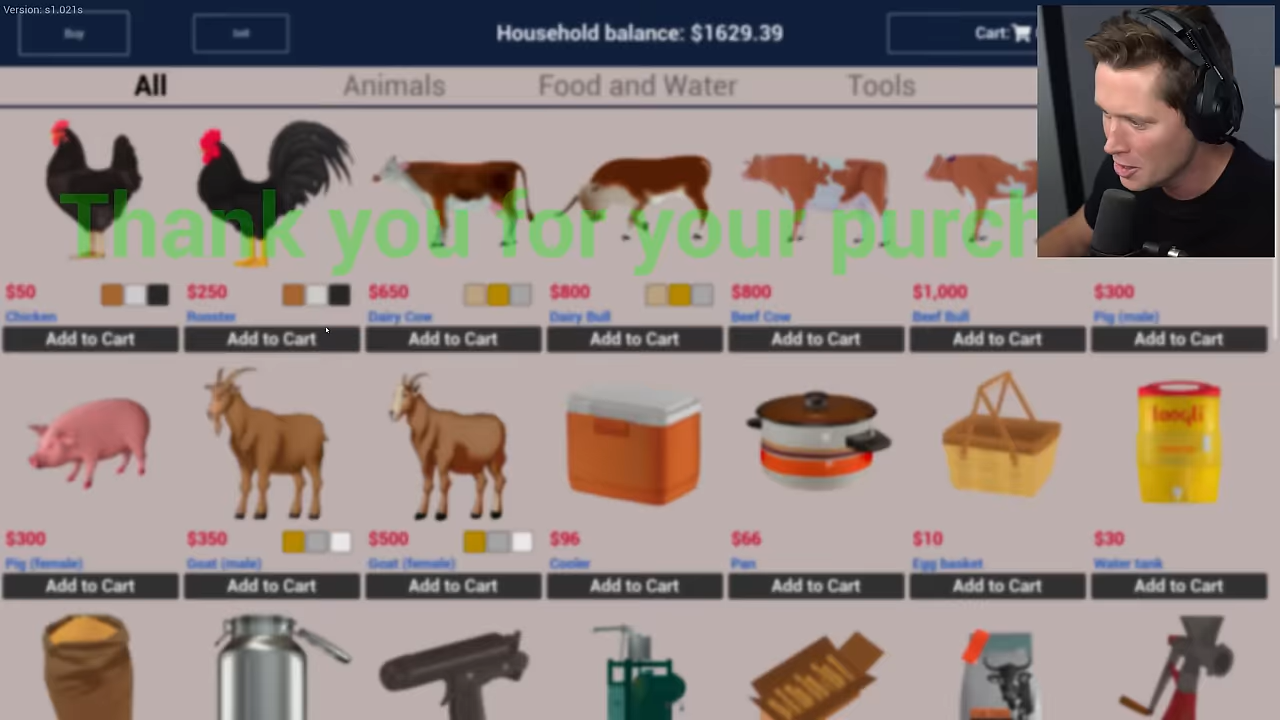 Version: s1.021s
Buy
Sell
Household balance: $1629.39
Cart:
All
Animals
Food and Water
Tools
Thank you for your purch
$50
$250
$650
$800
$800
$1,000
$300
Chicken
Rooster
Dairy Cow
Dairy Bull
Beef Cow
Beef Bull
Pig (male)
Add to Cart
Add to Cart
Add to Cart
Add to Cart
Add to Cart
Add to Cart
Add to Cart
$300
$350
$500
$96
$66
$10
$30
Pig (female)
Goat (male)
Goat (female)
Cooler
Pan
Egg basket
Water tank
Add to Cart
Add to Cart
Add to Cart
Add to Cart
Add to Cart
Add to Cart
Add to Cart